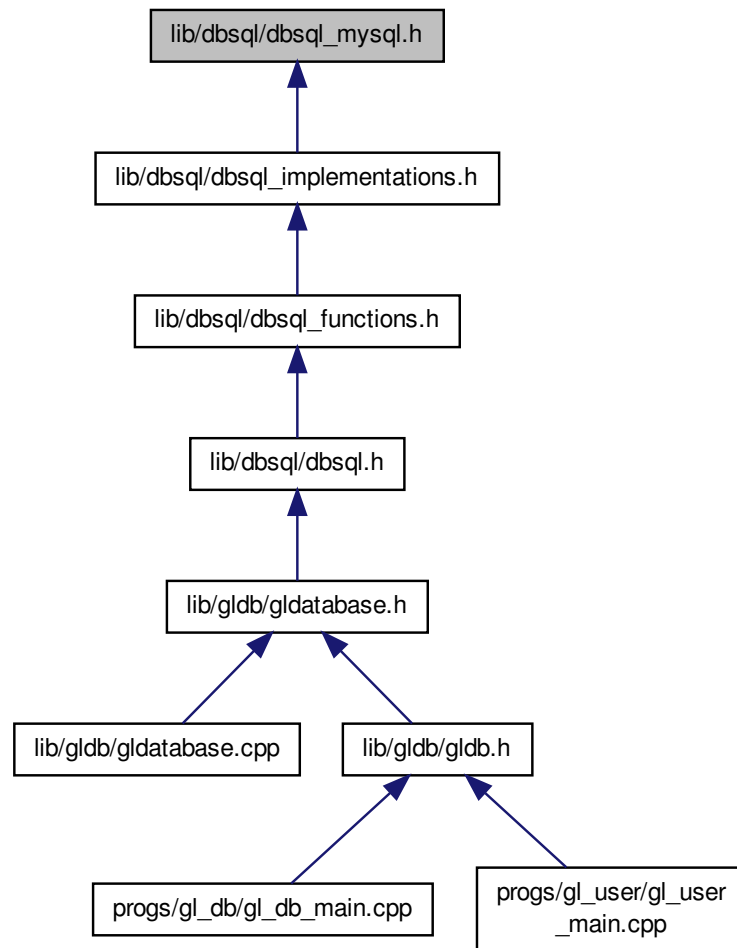 lib/dbsql/dbsql_mysql.h
lib/dbsql/dbsql_implementations.h
lib/dbsql/dbsql_functions.h
lib/dbsql/dbsql.h
lib/gldb/gldatabase.h
lib/gldb/gldatabase.cpp
lib/gldb/gldb.h
progs/gl_db/gl_db_main.cpp
progs/gl_user/gl_user
_main.cpp